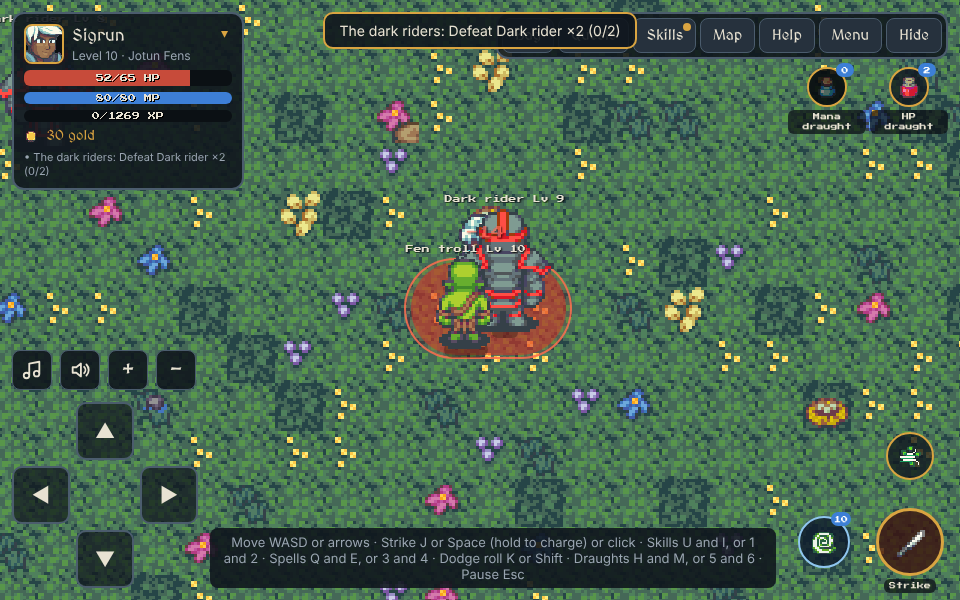 Sigrun
Level 10 · Jotun Fens
52/65 HP
80/80 MP
0/1269 XP
30 gold
• The dark riders: Defeat Dark rider ×2
(0/2)
The dark riders: Defeat Dark rider ×2 (0/2)
Skills
Map
Help
Menu
Hide
0
2
Mana
draught
HP
draught
Dark rider Lv 9
Fen troll Lv 10
+
−
10
Strike
Move WASD or arrows · Strike J or Space (hold to charge) or click · Skills U and I, or 1
and 2 · Spells Q and E, or 3 and 4 · Dodge roll K or Shift · Draughts H and M, or 5 and 6 ·
Pause Esc